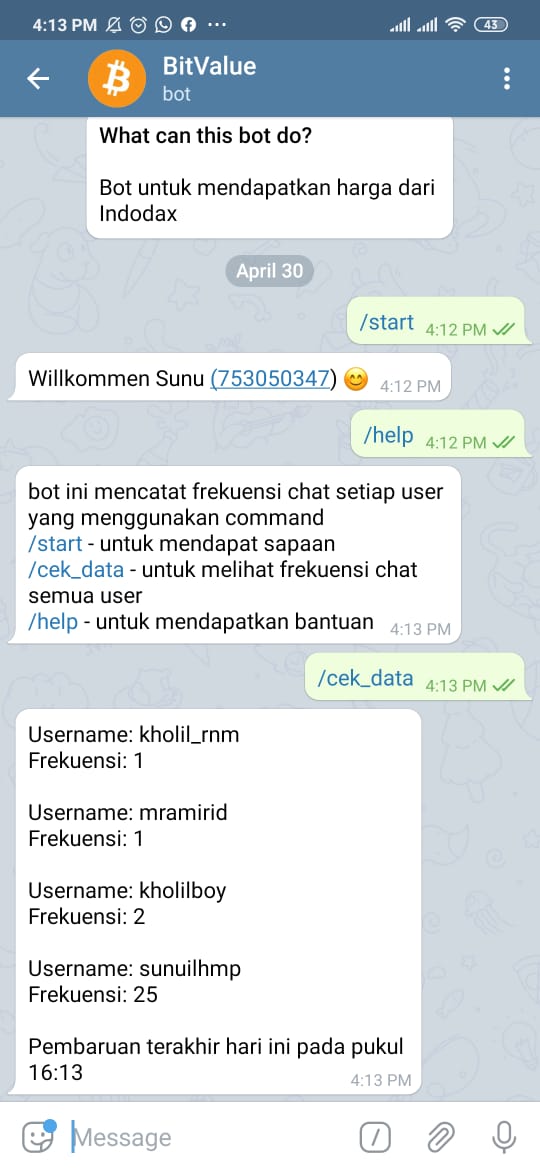 4:13 PM
43
BitValue
bot
What can this bot do?
Bot untuk mendapatkan harga dari
Indodax
April 30
/start 4:12 PM
Willkommen Sunu (753050347) 😊 4:12 PM
/help 4:12 PM
bot ini mencatat frekuensi chat setiap user
yang menggunakan command
/start - untuk mendapat sapaan
/cek_data - untuk melihat frekuensi chat
semua user
/help - untuk mendapatkan bantuan 4:13 PM
/cek_data 4:13 PM
Username: kholil_rnm
Frekuensi: 1
Username: mramirid
Frekuensi: 1
Username: kholilboy
Frekuensi: 2
Username: sunuilhmp
Frekuensi: 25
Pembaruan terakhir hari ini pada pukul
16:13 4:13 PM
Message